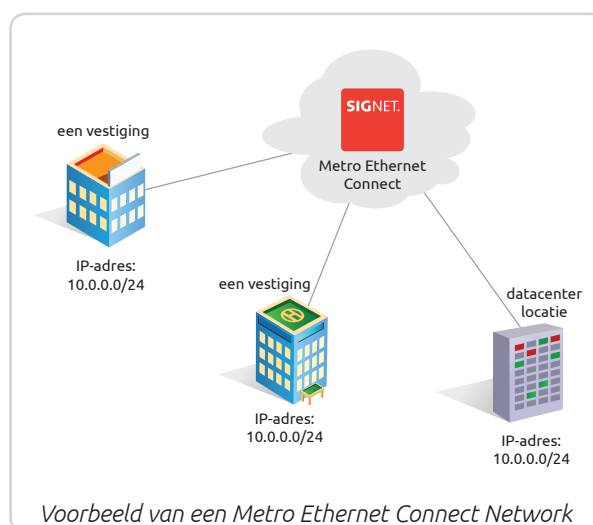 SIGNET.
Metro Ethernet
Connect
een vestiging
IP-adres:
10.0.0.0/24
een vestiging
IP-adres:
10.0.0.0/24
datacenter
locatie
IP-adres:
10.0.0.0/24
Voorbeeld van een Metro Ethernet Connect Network